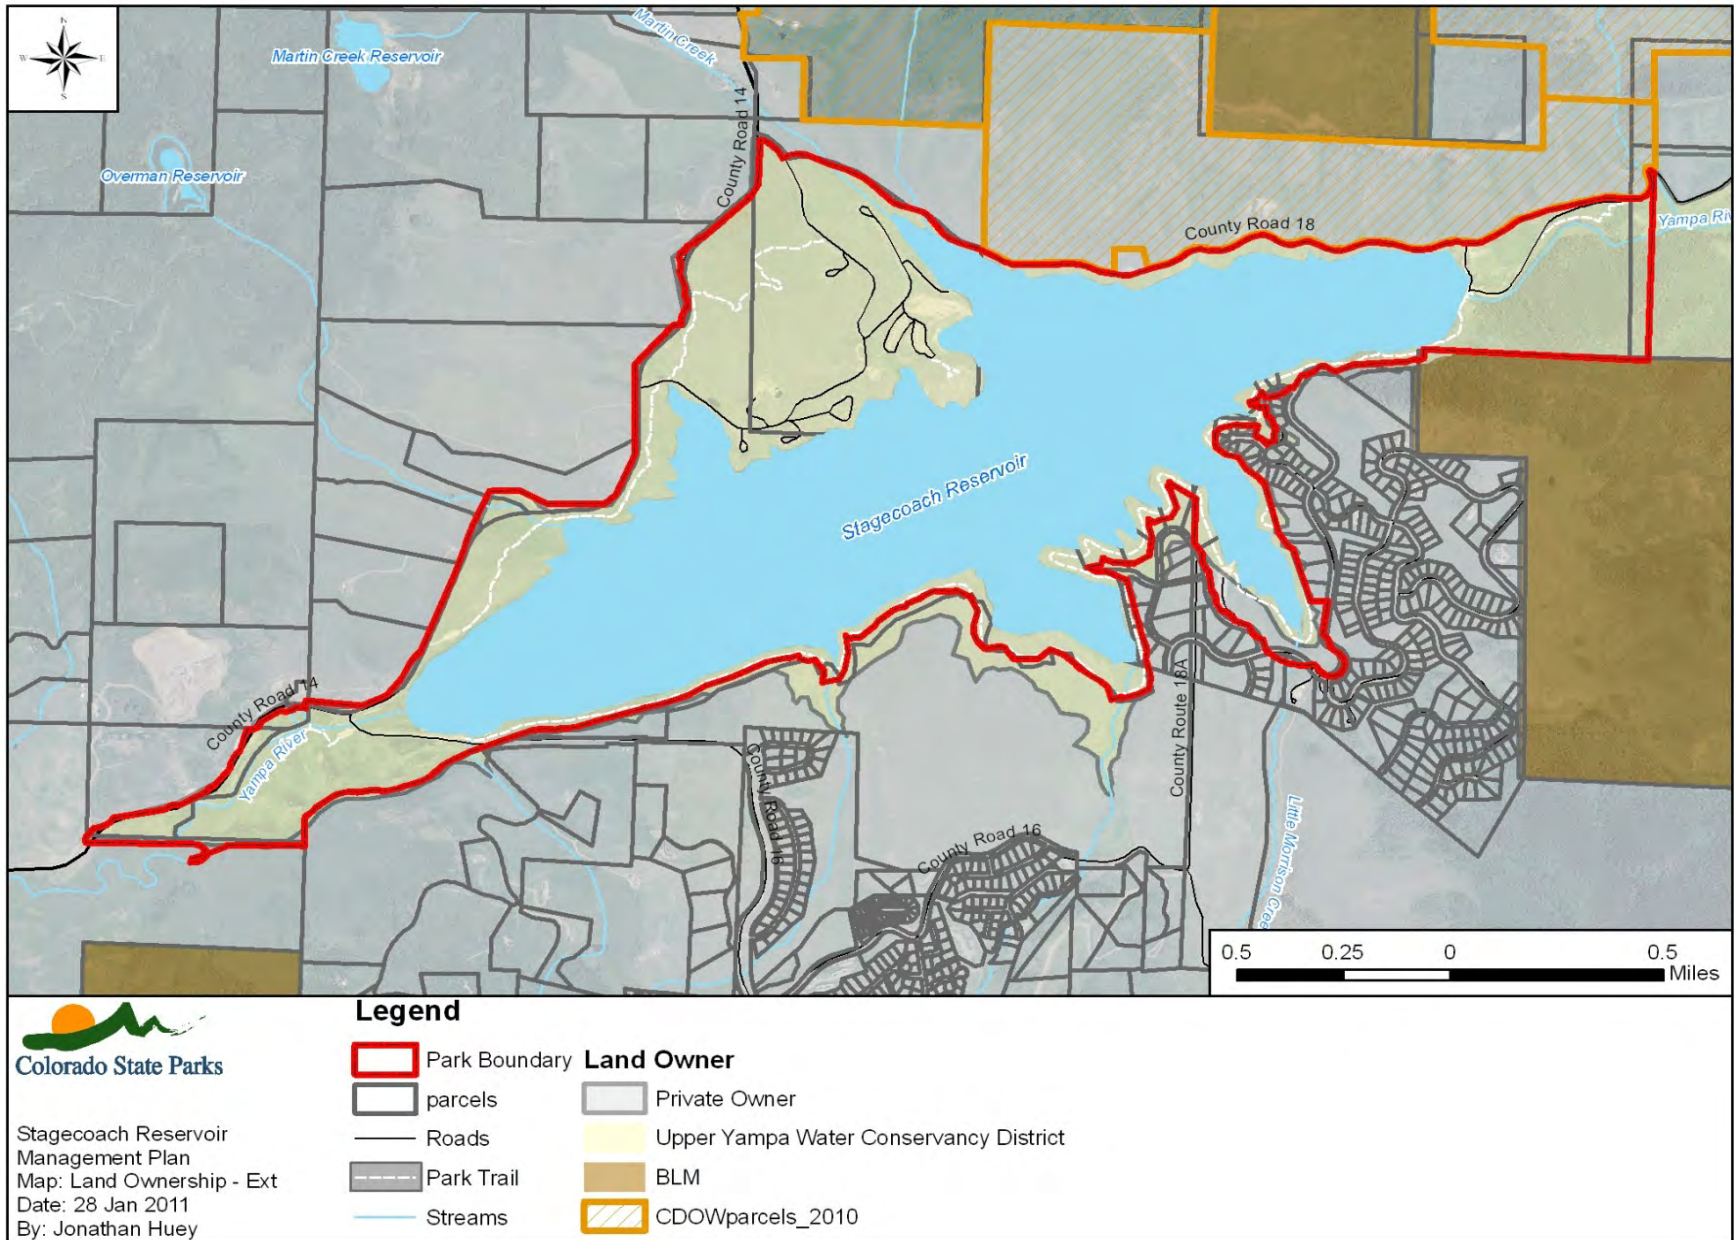 N
W E
S
Martin Creek Reservoir
Martin Creek
Overman Reservoir
County Road 14
County Road 18
Yampa Riv
Stagecoach Reservoir
County Road 14
Yampa River
County Route 18A
County Road 16
County Road 16
Little Morrison Cree
0.5 0.25 0 0.5
Miles
Colorado State Parks
Stagecoach Reservoir
Management Plan
Map: Land Ownership - Ext
Date: 28 Jan 2011
By: Jonathan Huey
Legend
Park Boundary
parcels
Roads
Park Trail
Streams
Land Owner
Private Owner
Upper Yampa Water Conservancy District
BLM
CDOWparcels_2010